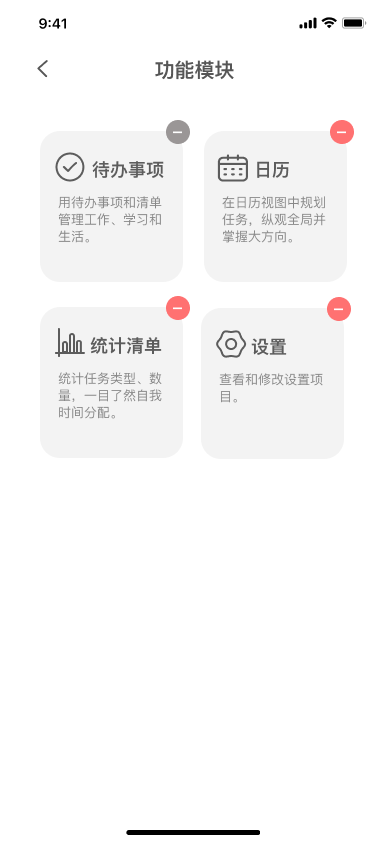 9:41
功能模块
待办事项
用待办事项和清单
管理工作、学习和
生活。
日历
在日历视图中规划
任务，纵观全局并
掌握大方向。
统计清单
统计任务类型、数
量，一目了然自我
时间分配。
设置
查看和修改设置项
目。